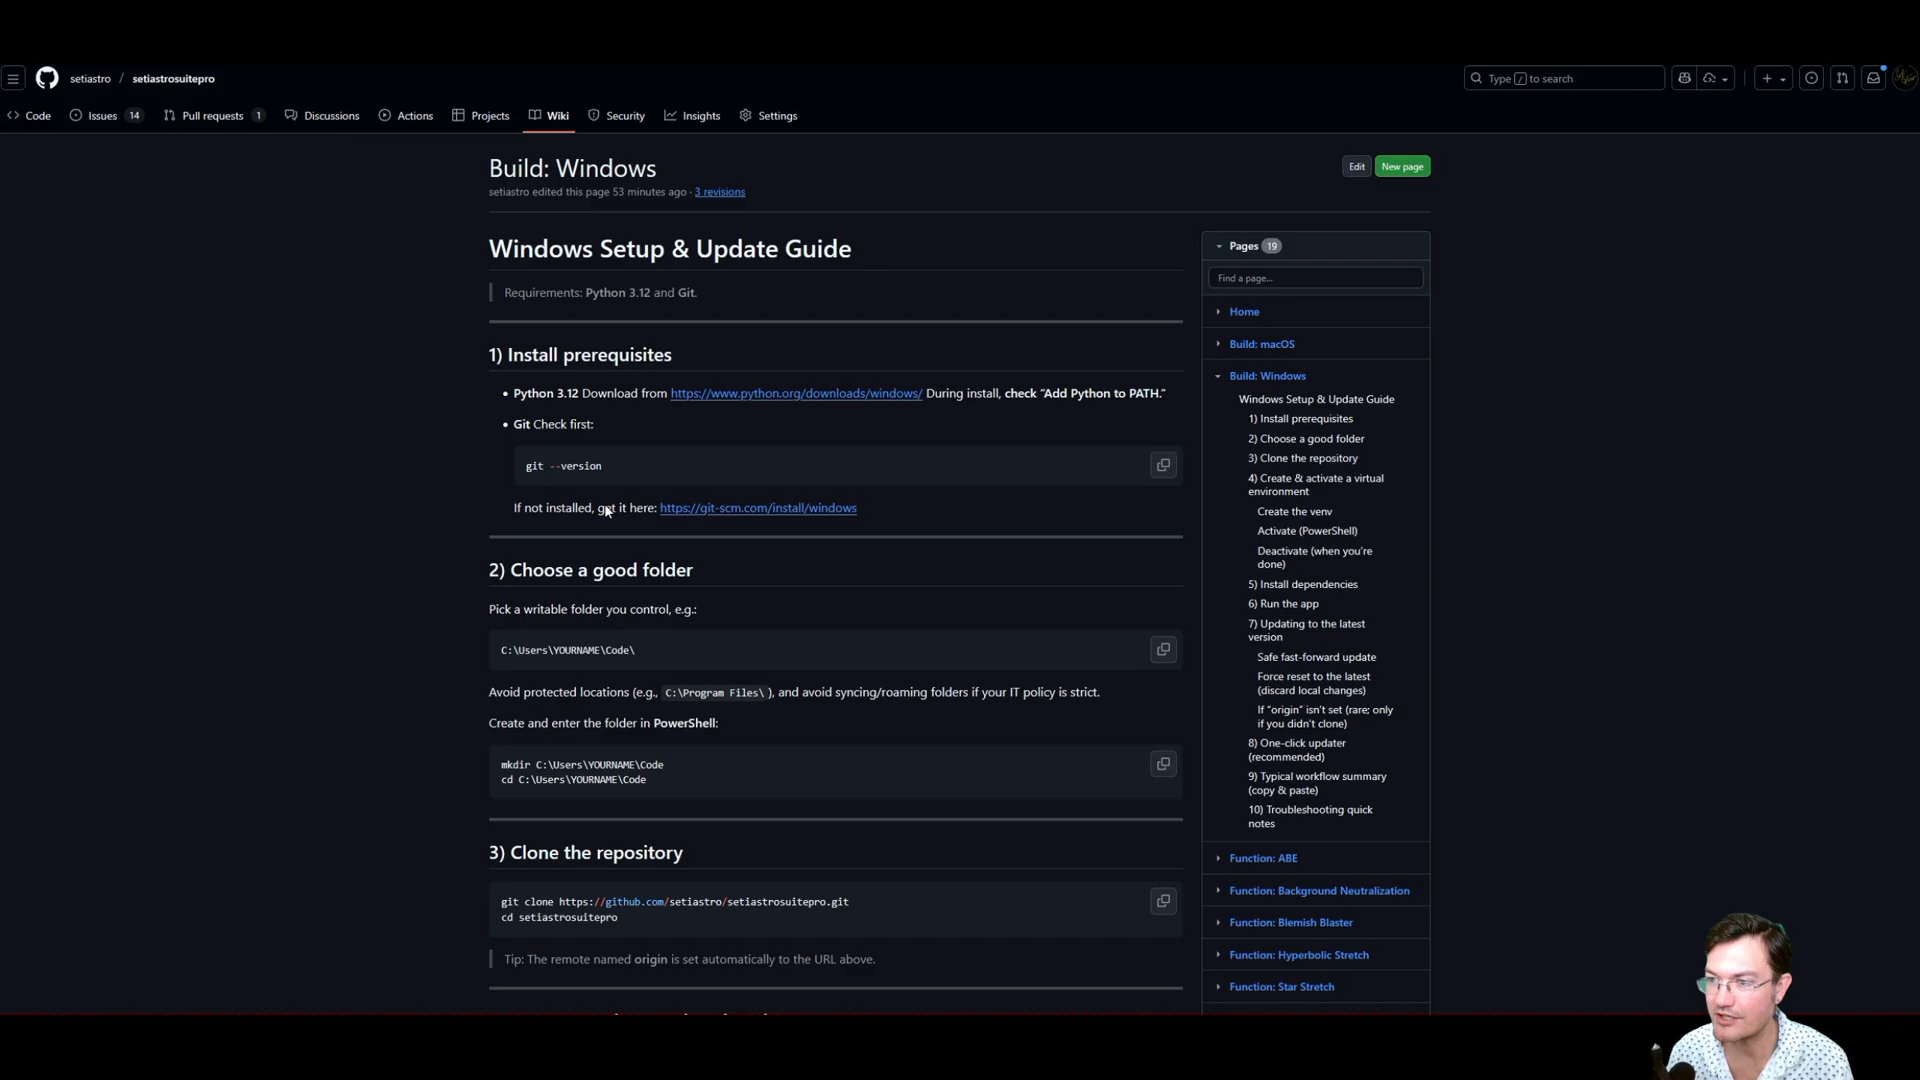 setiastro / setiastrosuitepro
Type / to search
Code
Issues 14
Pull requests 1
Discussions
Actions
Projects
Wiki
Security
Insights
Settings
Build: Windows
Edit
New page
setiastro edited this page 53 minutes ago · 3 revisions
Windows Setup & Update Guide
Requirements: Python 3.12 and Git.
1) Install prerequisites
• Python 3.12 Download from https://www.python.org/downloads/windows/ During install, check “Add Python to PATH.”
• Git Check first:
git --version
If not installed, get it here: https://git-scm.com/install/windows
2) Choose a good folder
Pick a writable folder you control, e.g.:
C:\Users\YOURNAME\Code\
Avoid protected locations (e.g., C:\Program Files\ ), and avoid syncing/roaming folders if your IT policy is strict.
Create and enter the folder in PowerShell:
mkdir C:\Users\YOURNAME\Code
cd C:\Users\YOURNAME\Code
3) Clone the repository
git clone https://github.com/setiastro/setiastrosuitepro.git
cd setiastrosuitepro
Tip: The remote named origin is set automatically to the URL above.
Pages 19
Find a page...
Home
Build: macOS
Build: Windows
Windows Setup & Update Guide
1) Install prerequisites
2) Choose a good folder
3) Clone the repository
4) Create & activate a virtual
environment
Create the venv
Activate (PowerShell)
Deactivate (when you’re
done)
5) Install dependencies
6) Run the app
7) Updating to the latest
version
Safe fast-forward update
Force reset to the latest
(discard local changes)
If “origin” isn’t set (rare; only
if you didn’t clone)
8) One-click updater
(recommended)
9) Typical workflow summary
(copy & paste)
10) Troubleshooting quick
notes
Function: ABE
Function: Background Neutralization
Function: Blemish Blaster
Function: Hyperbolic Stretch
Function: Star Stretch